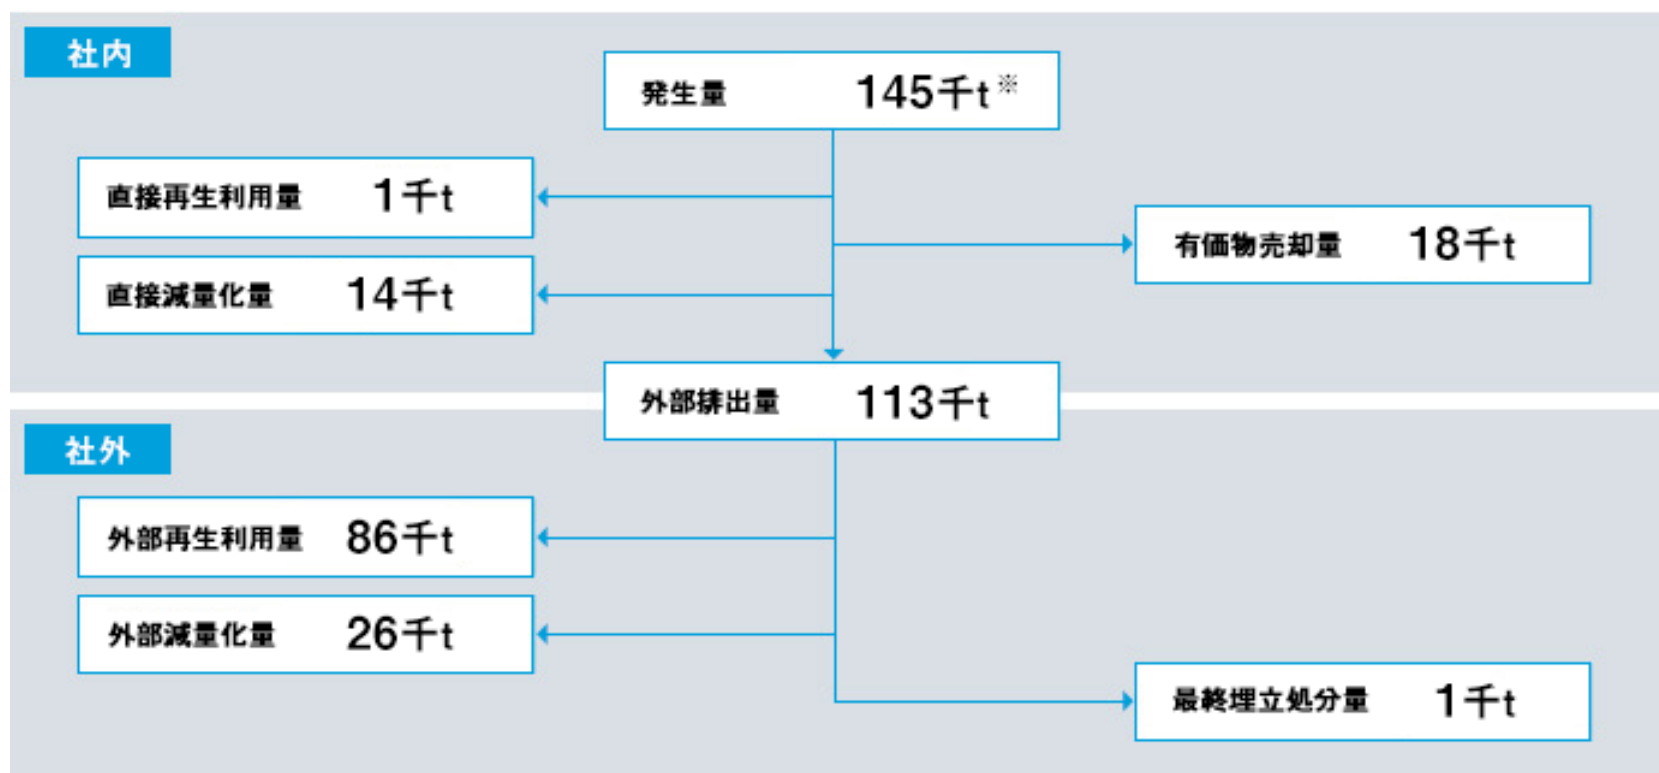 社内
発生量 145千t※
直接再生利用量 1千t
有価物売却量 18千t
直接減量化量 14千t
外部排出量 113千t
社外
外部再生利用量 86千t
外部減量化量 26千t
最終埋立処分量 1千t